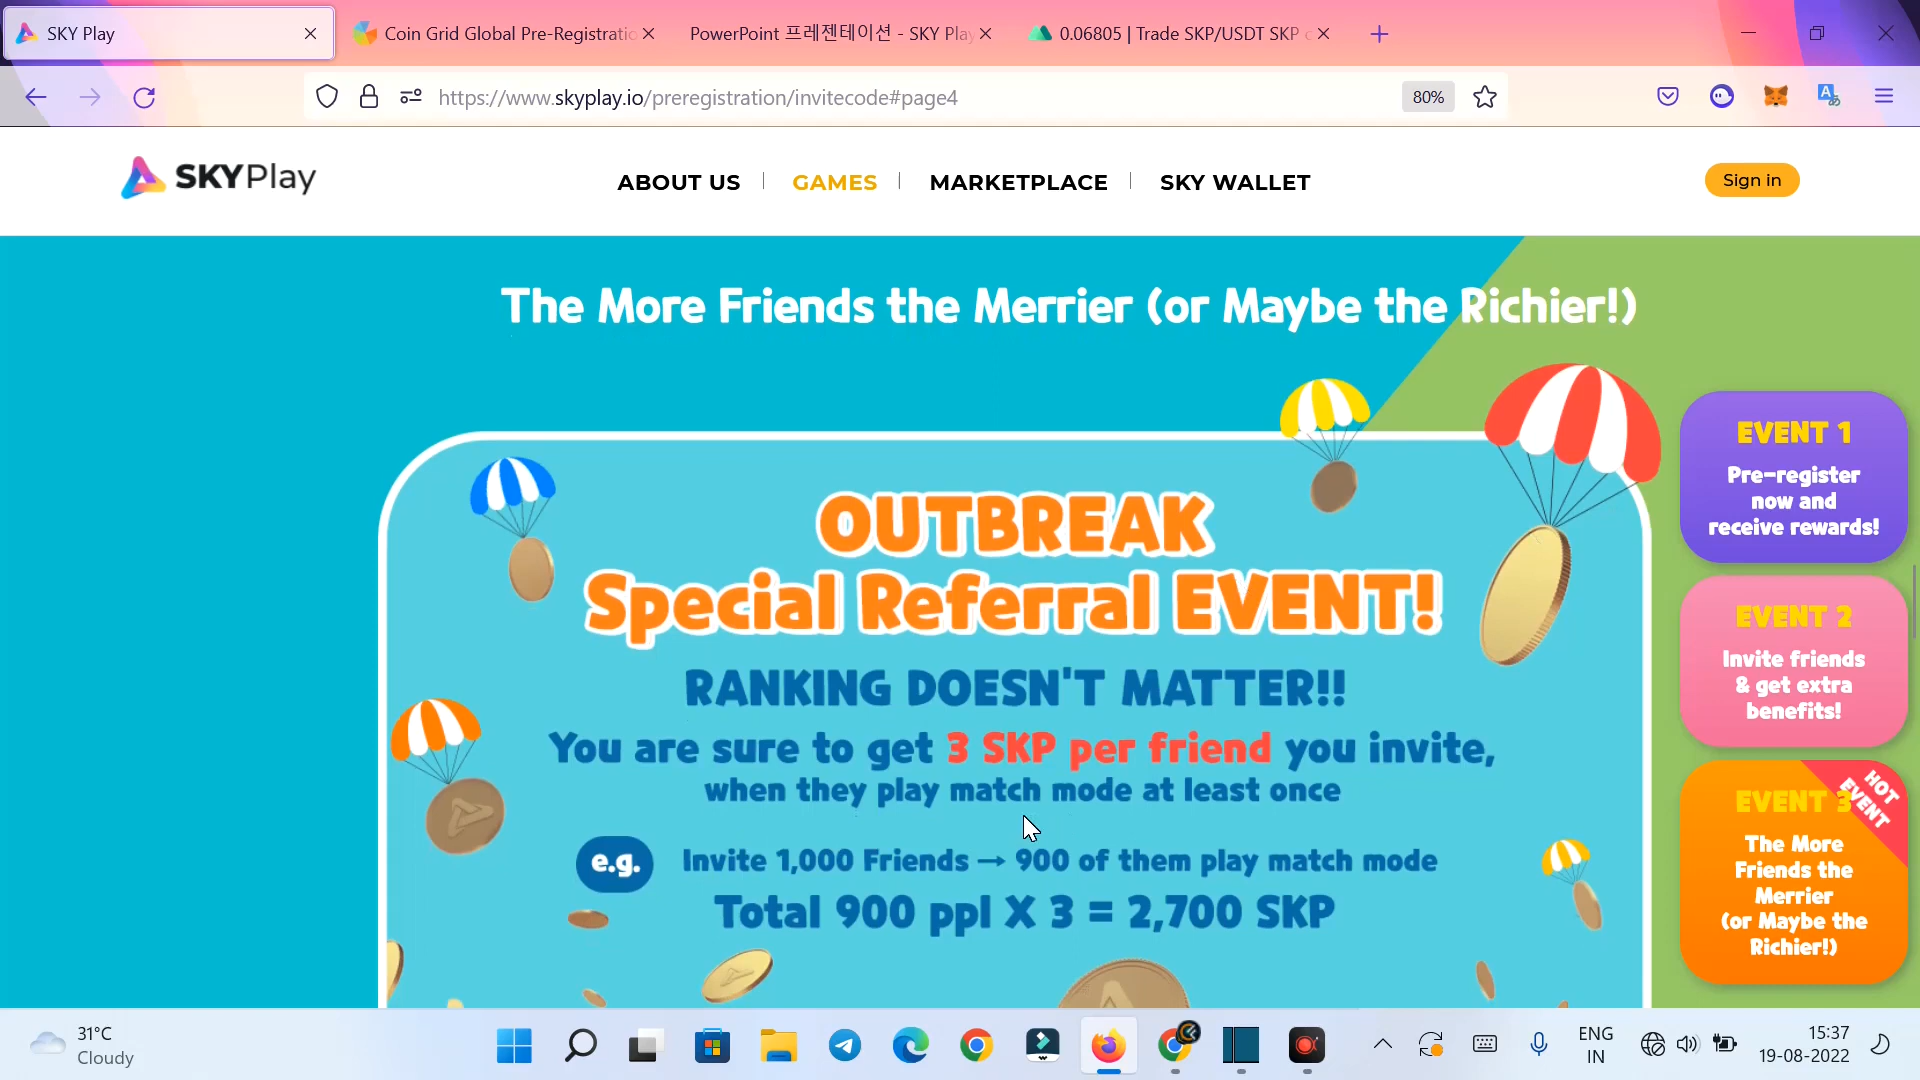 SKY Play
Coin Grid Global Pre-Registratio
PowerPoint 프레젠테이션 - SKY Play
0.06805 | Trade SKP/USDT SKP
https://www.skyplay.io/preregistration/invitecode#page4
80%
SKYPlay
ABOUT US
GAMES
MARKETPLACE
SKY WALLET
Sign in
The More Friends the Merrier (or Maybe the Richier!)
OUTBREAK
Special Referral EVENT!
RANKING DOESN'T MATTER!!
You are sure to get 3 SKP per friend you invite,
when they play match mode at least once
e.g.
Invite 1,000 Friends → 900 of them play match mode
Total 900 ppl X 3 = 2,700 SKP
EVENT 1
Pre-register
now and
receive rewards!
EVENT 2
Invite friends
& get extra
benefits!
HOT
EVENT
EVENT 3
The More
Friends the
Merrier
(or Maybe the
Richier!)
31°C
Cloudy
ENG
IN
15:37
19-08-2022